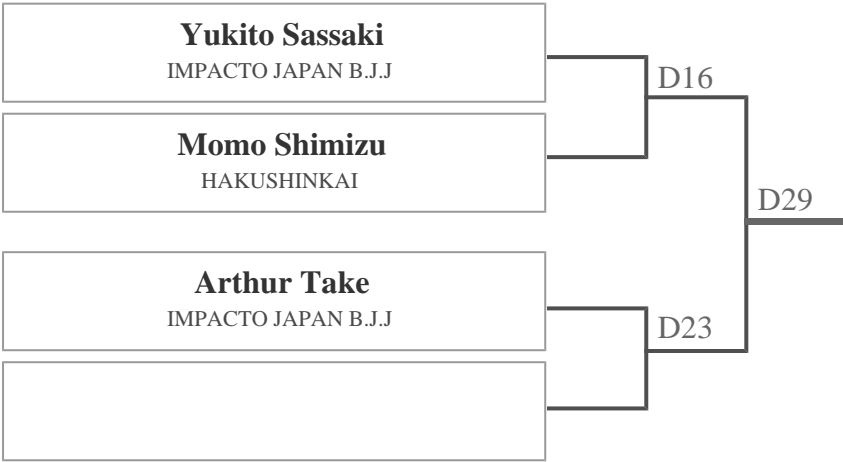 Yukito Sassaki
IMPACTO JAPAN B.J.J
D16
Momo Shimizu
HAKUSHINKAI
D29
Arthur Take
IMPACTO JAPAN B.J.J
D23